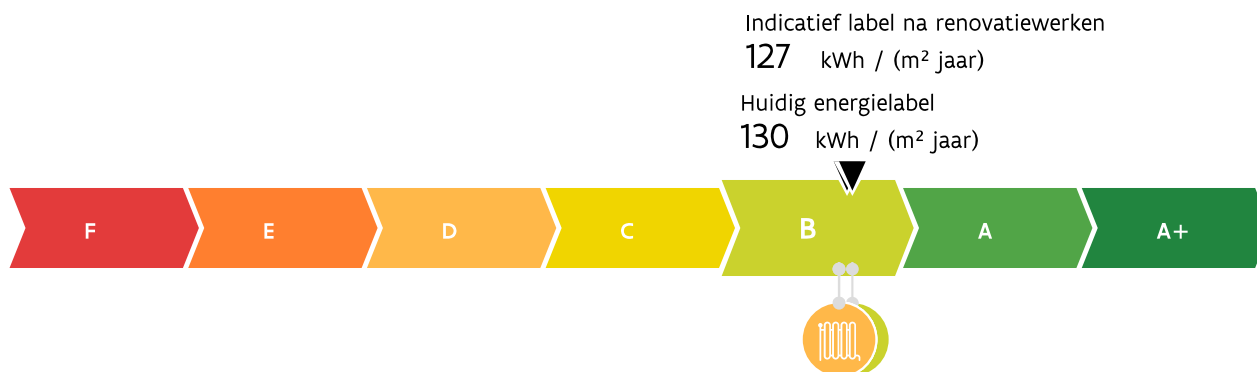 Indicatief label na renovatiewerken
127 kWh / (m² jaar)
Huidig energielabel
130 kWh / (m² jaar)
F E D C B A A+